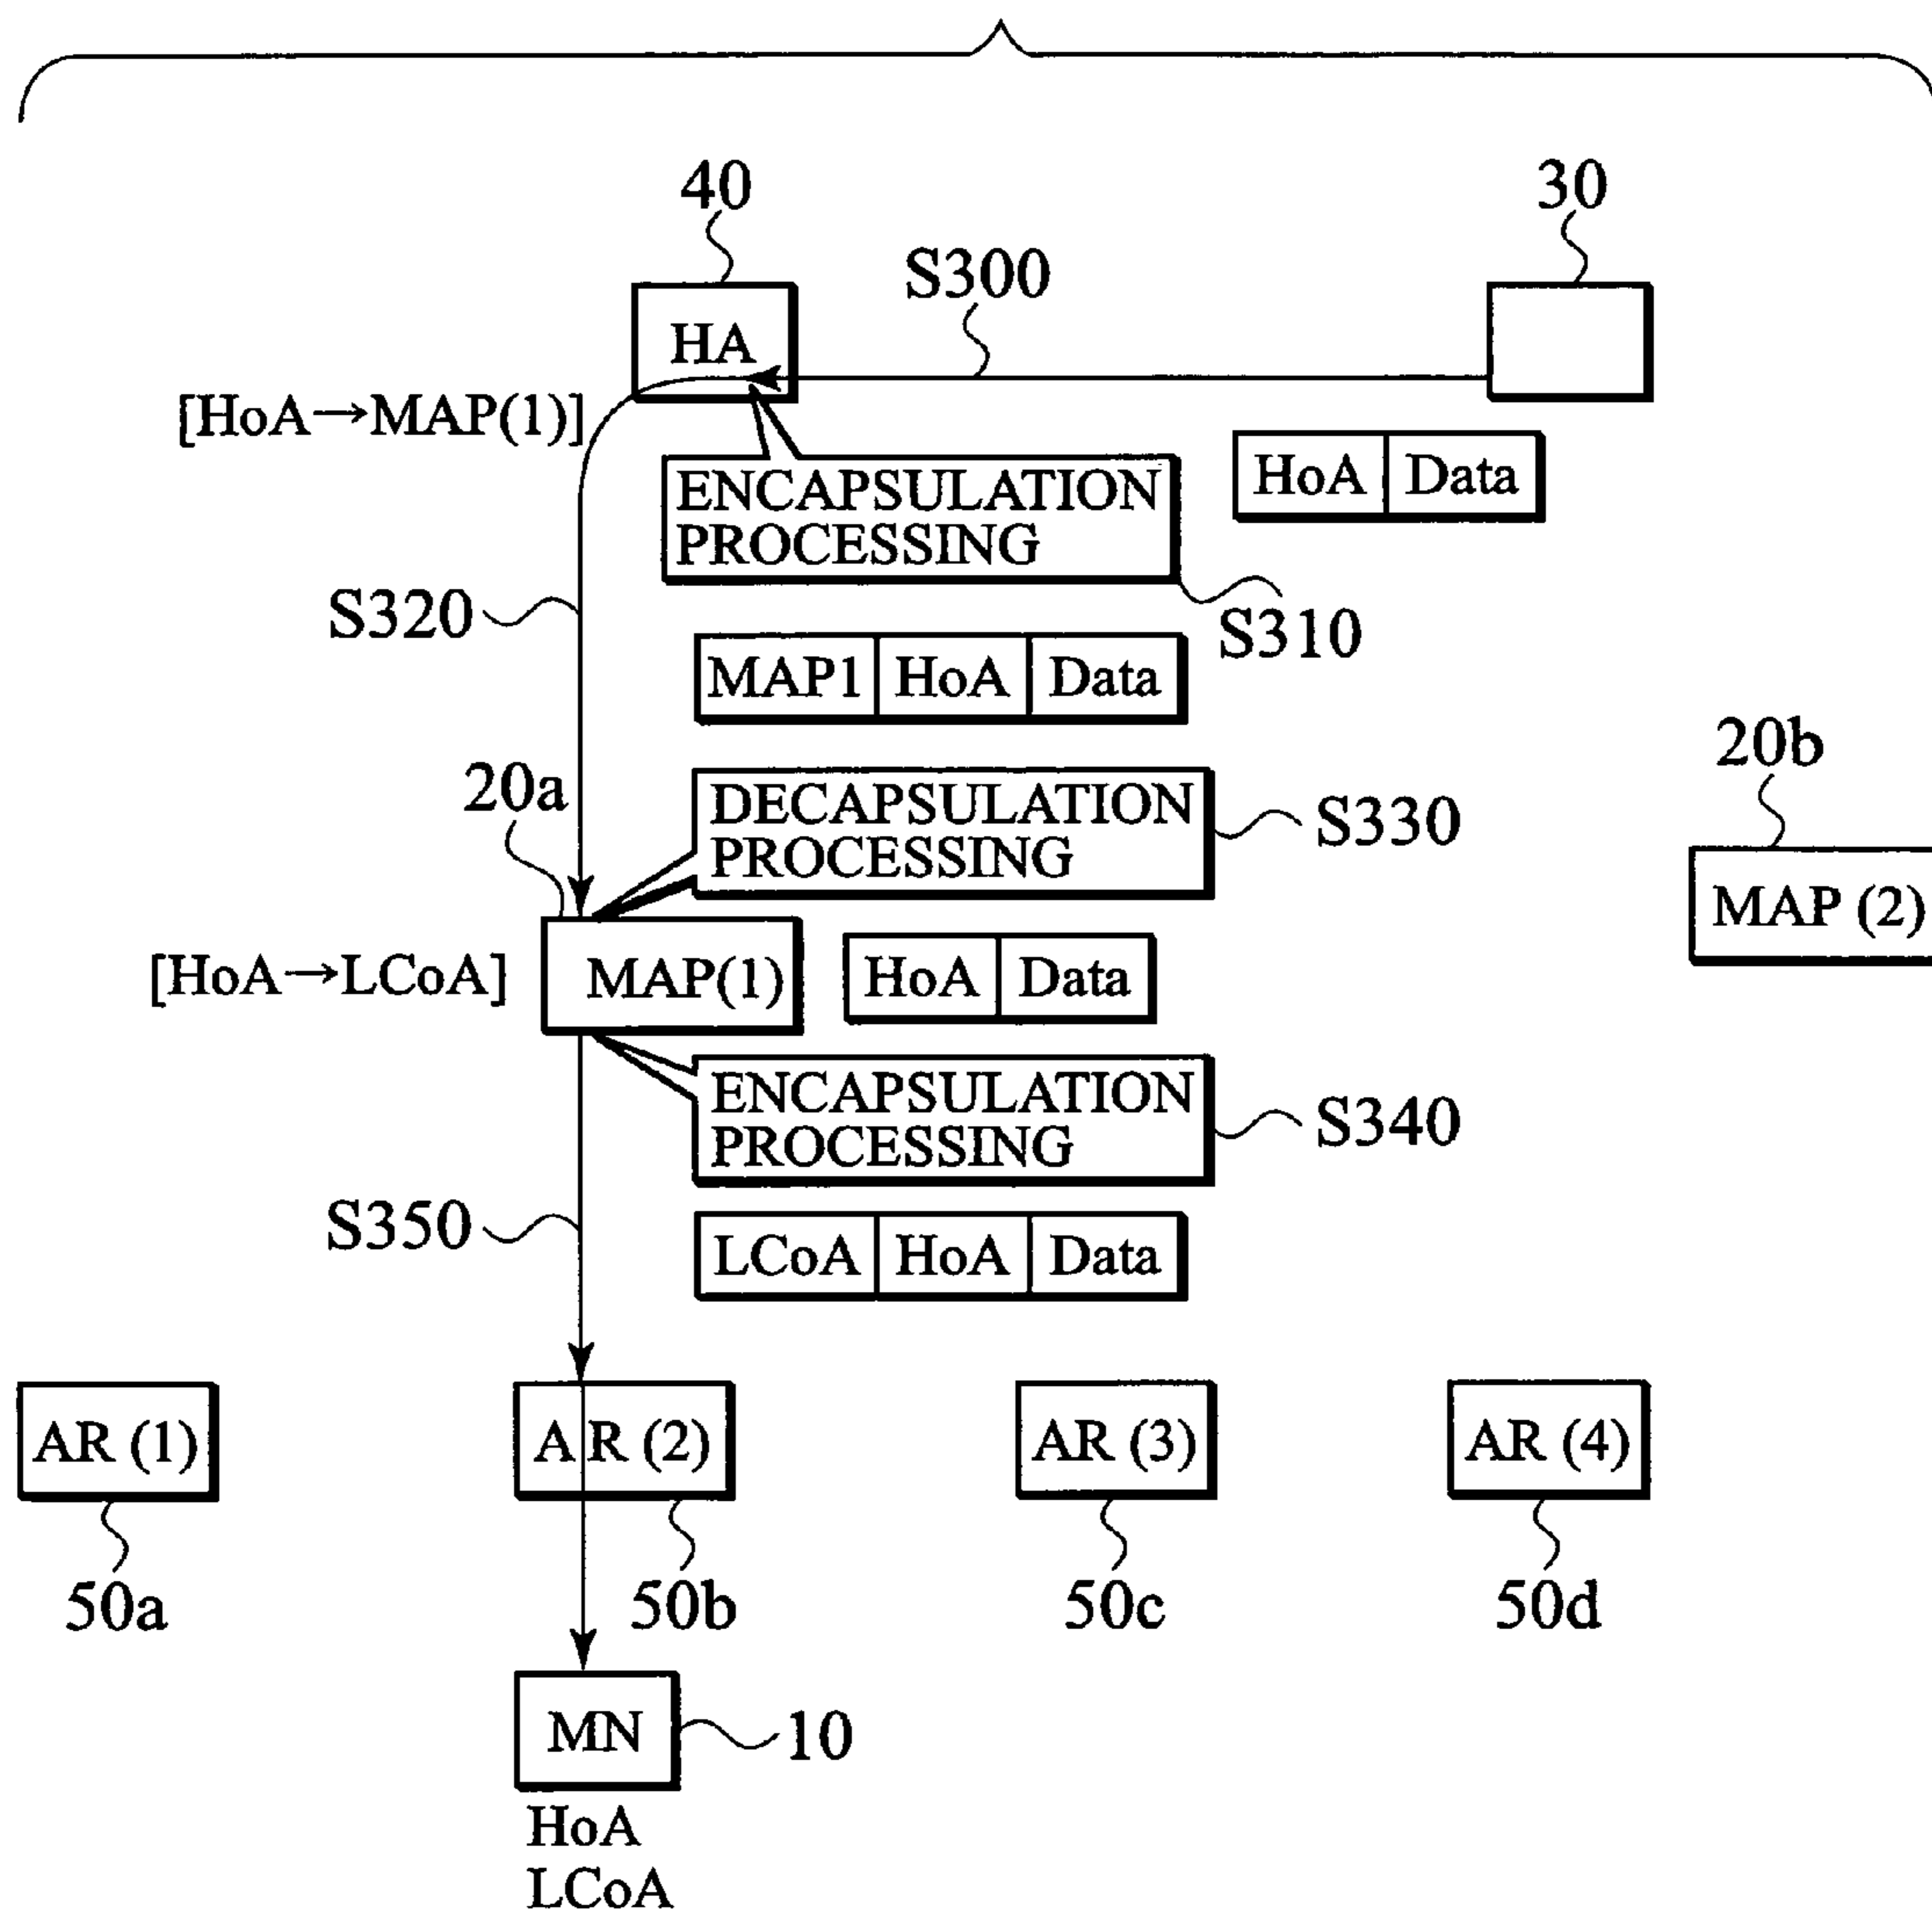 40
30
S300
HA
[HoA→MAP(1)]
HoA Data
ENCAPSULATION
PROCESSING
S320
S310
MAP1 HoA Data
20b
20a
DECAPSULATION
PROCESSING
S330
MAP (2)
[HoA→LCoA]
MAP(1)
HoA Data
ENCAPSULATION
PROCESSING
S340
S350
LCoA HoA Data
AR (1)
AR (2)
AR (3)
AR (4)
50a
50b
50c
50d
MN
10
HoA
LCoA